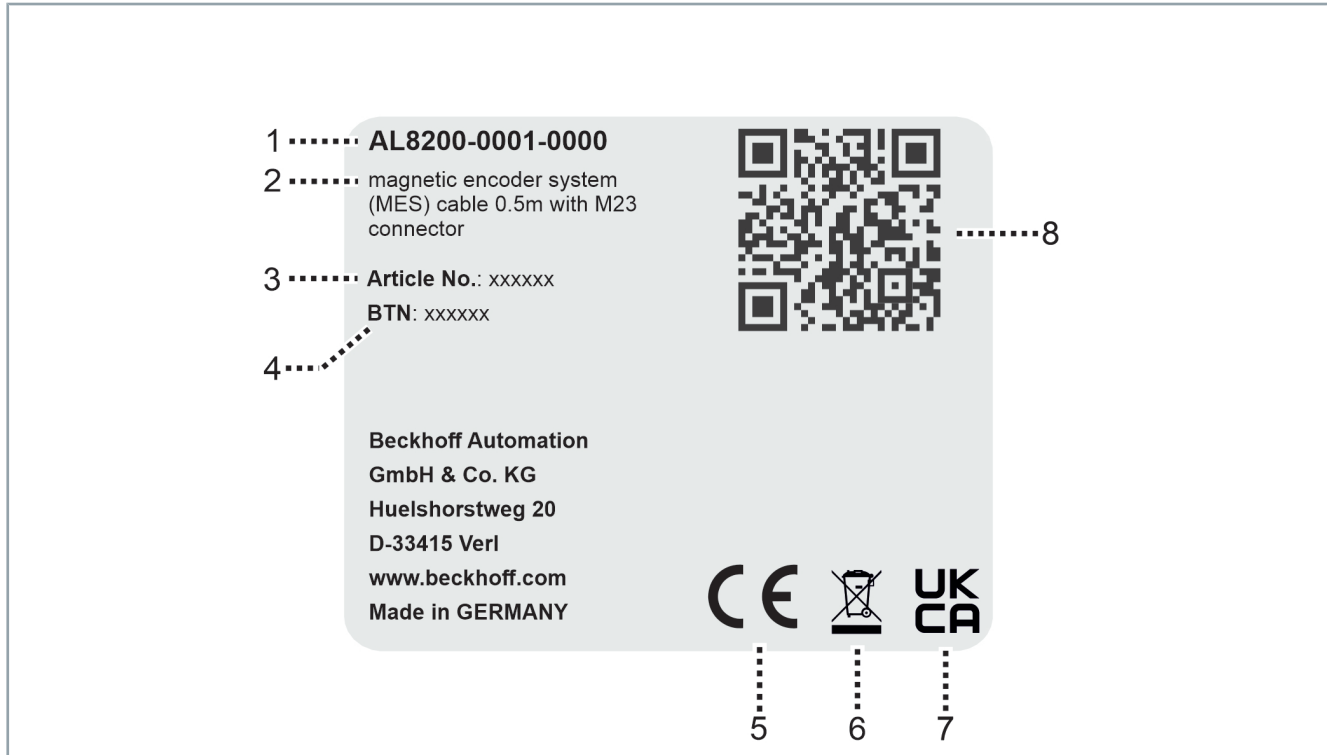 1 AL8200-0001-0000
2 magnetic encoder system
(MES) cable 0.5m with M23
connector
8
3 Article No.: xxxxxx
BTN: xxxxxx
4
Beckhoff Automation
GmbH & Co. KG
Huelshorstweg 20
D-33415 Verl
www.beckhoff.com
Made in GERMANY
CE
UK
CA
5 6 7